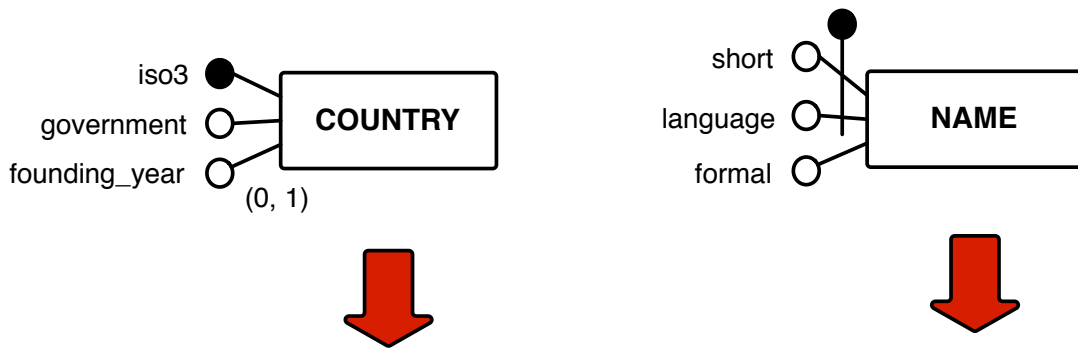 iso3
government
founding_year
(0, 1)
COUNTRY
short
language
formal
NAME